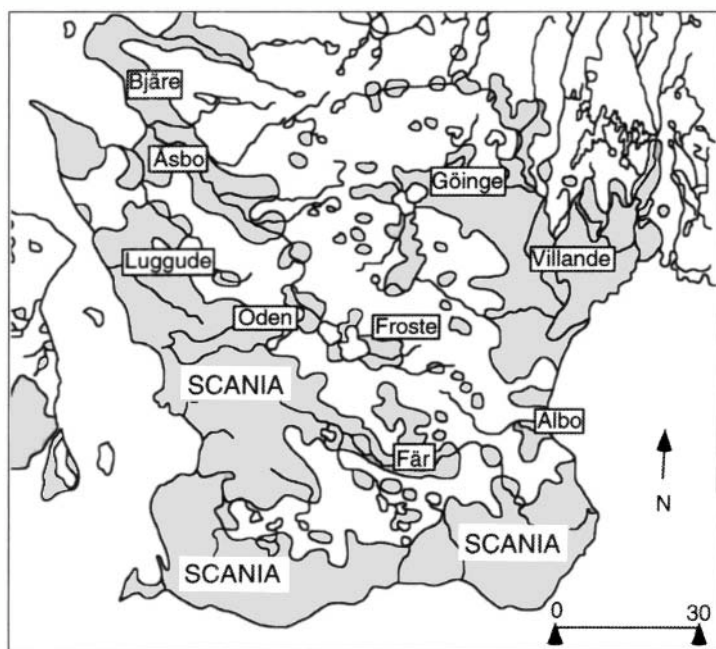 Bjäre
Åsbo
Göinge
Luggude
Villande
Oden
Froste
SCANIA
Albo
Fär
N
SCANIA
SCANIA
0
30